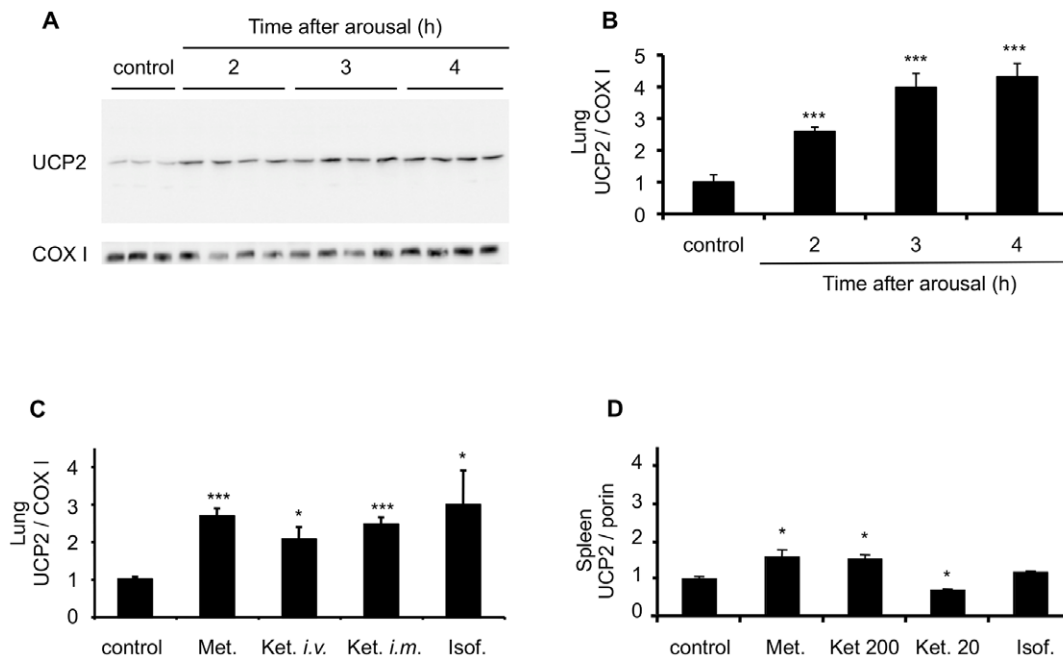 A
Time after arousal (h)
control 2 3 4
UCP2
COX I
B
Lung
UCP2 / COX I
5
4
3
2
1
0
*** *** ***
control 2 3 4
Time after arousal (h)
C
Lung
UCP2 / COX I
4
3
2
1
0
*** * *** *
control Met. Ket. i.v. Ket. i.m. Isof.
D
Spleen
UCP2 / porin
4
3
2
1
0
* * *
control Met. Ket 200 Ket. 20 Isof.